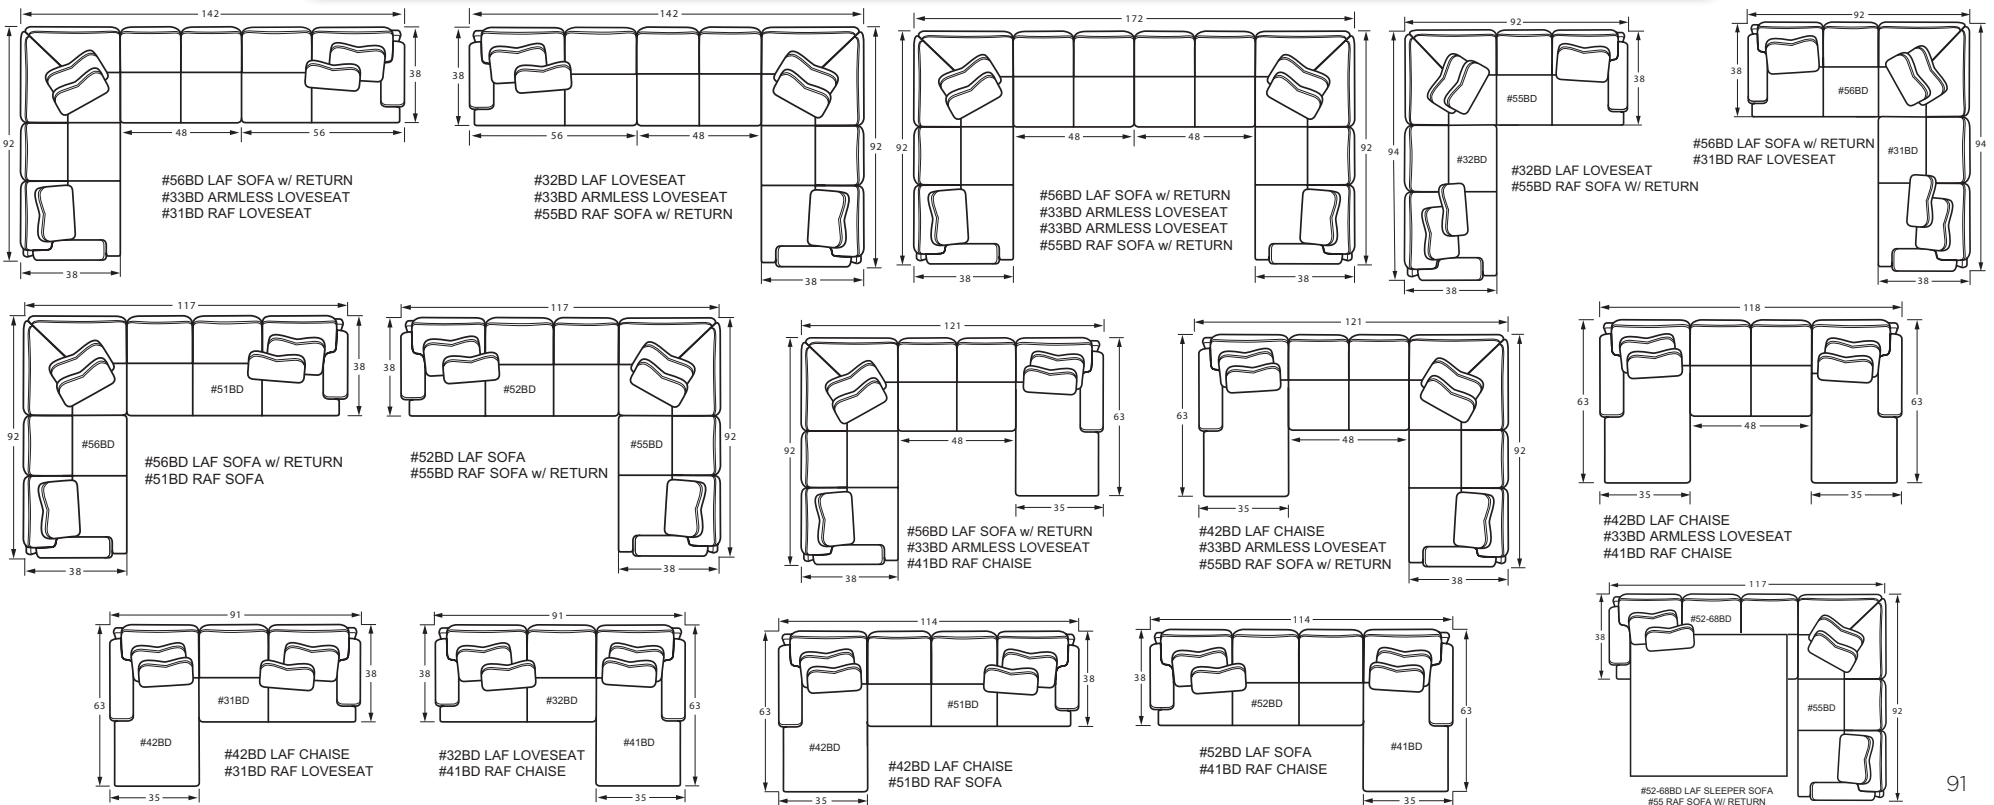 142
38
92
48
56
38
#56BD LAF SOFA w/ RETURN
#33BD ARMLESS LOVESEAT
#31BD RAF LOVESEAT
142
38
56
48
92
38
#32BD LAF LOVESEAT
#33BD ARMLESS LOVESEAT
#55BD RAF SOFA w/ RETURN
172
92
48
48
92
38
38
#56BD LAF SOFA w/ RETURN
#33BD ARMLESS LOVESEAT
#33BD ARMLESS LOVESEAT
#55BD RAF SOFA w/ RETURN
92
38
#55BD
94
#32BD
38
#32BD LAF LOVESEAT
#55BD RAF SOFA W/ RETURN
92
38
#56BD
#31BD
94
38
#56BD LAF SOFA w/ RETURN
#31BD RAF LOVESEAT
117
38
#51BD
92
#56BD
38
#56BD LAF SOFA w/ RETURN
#51BD RAF SOFA
117
38
#52BD
#55BD
92
38
#52BD LAF SOFA
#55BD RAF SOFA w/ RETURN
121
63
92
48
35
38
#56BD LAF SOFA w/ RETURN
#33BD ARMLESS LOVESEAT
#41BD RAF CHAISE
121
63
48
92
35
38
#42BD LAF CHAISE
#33BD ARMLESS LOVESEAT
#55BD RAF SOFA w/ RETURN
118
63
48
63
35
35
#42BD LAF CHAISE
#33BD ARMLESS LOVESEAT
#41BD RAF CHAISE
91
38
63
#31BD
#42BD
35
#42BD LAF CHAISE
#31BD RAF LOVESEAT
91
38
#32BD
63
#41BD
35
#32BD LAF LOVESEAT
#41BD RAF CHAISE
114
38
63
#51BD
#42BD
35
#42BD LAF CHAISE
#51BD RAF SOFA
114
38
#52BD
63
#41BD
35
#52BD LAF SOFA
#41BD RAF CHAISE
117
#52-68BD
38
#55BD
92
#52-68BD LAF SLEEPER SOFA
#55 RAF SOFA W/ RETURN
91